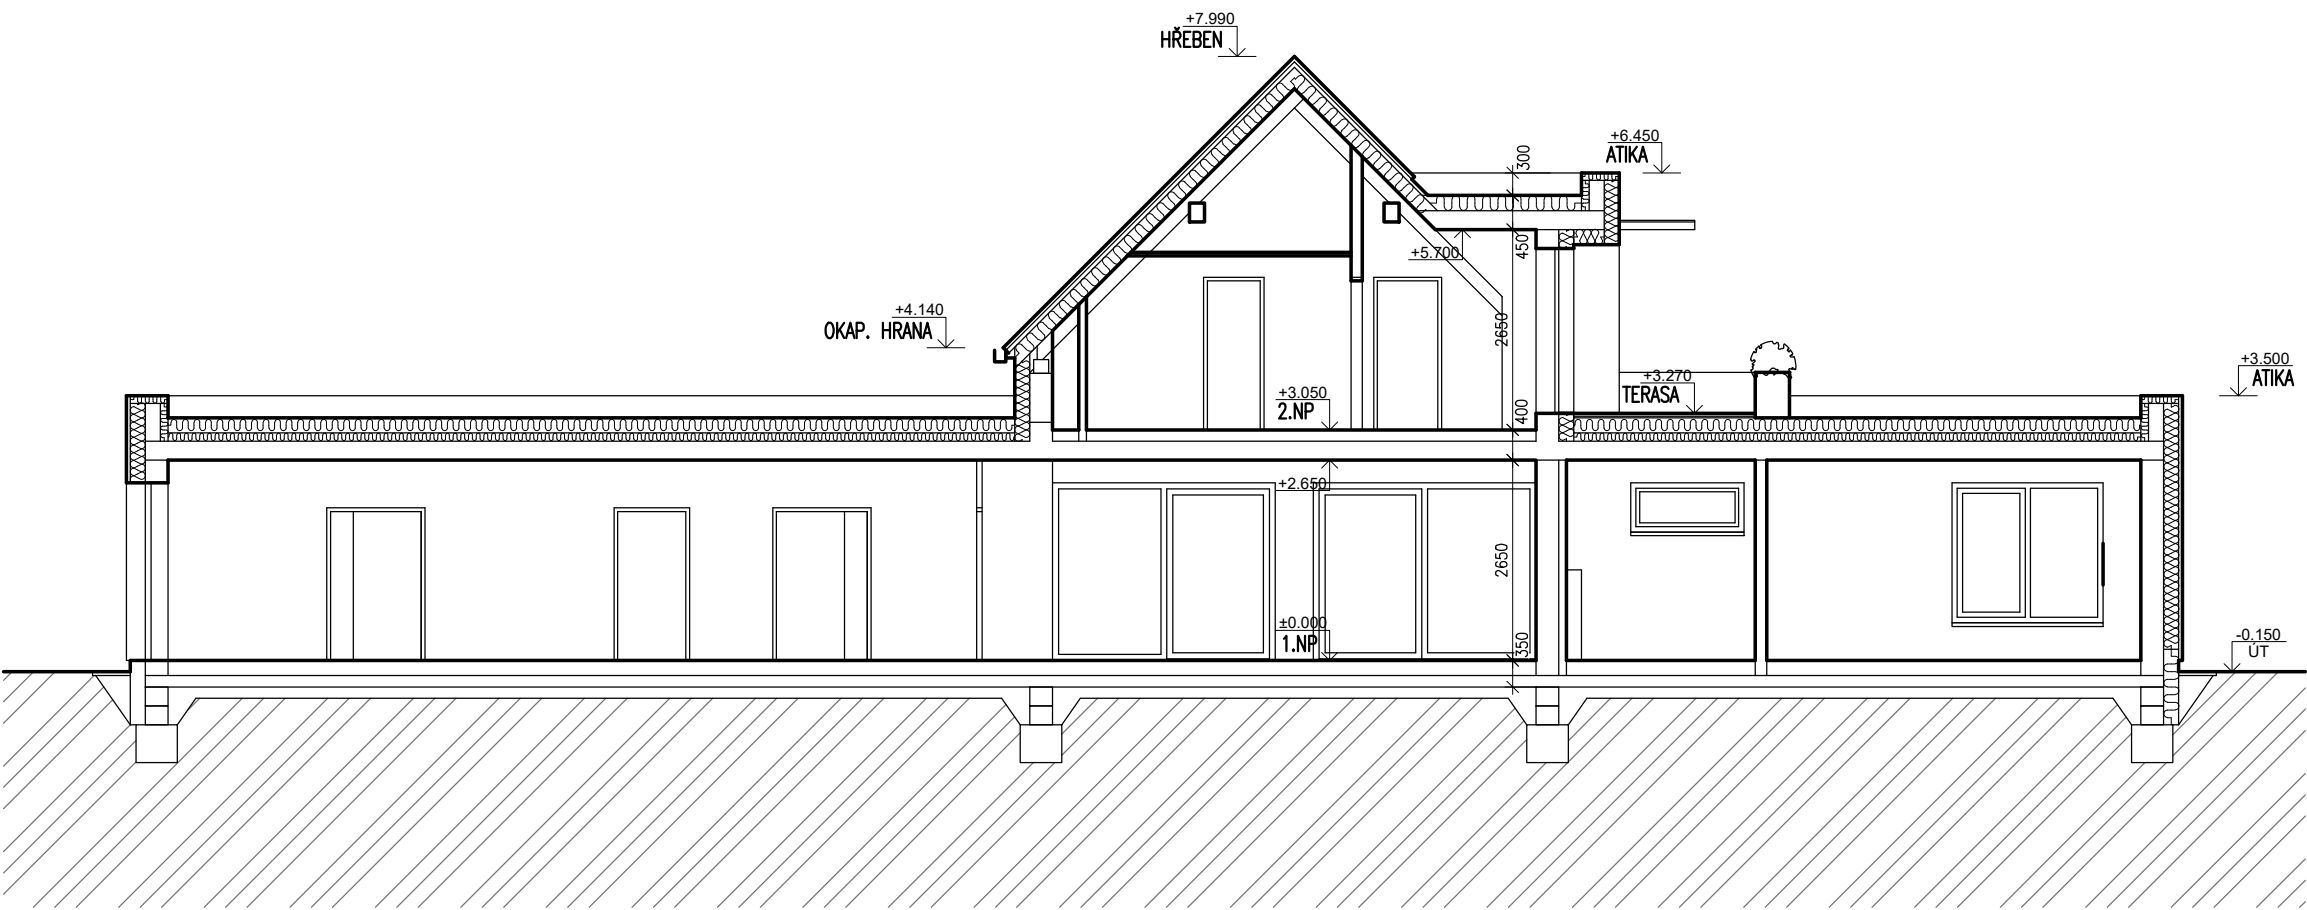 +7.990
HŘEBEN
+6.450
ATIKA
300
450
+5.700
+4.140
OKAP. HRANA
2650
+3.500
ATIKA
+3.270
TERASA
+3.050
2.NP
400
+2.650
2650
±0.000
1.NP
350
-0.150
ÚT